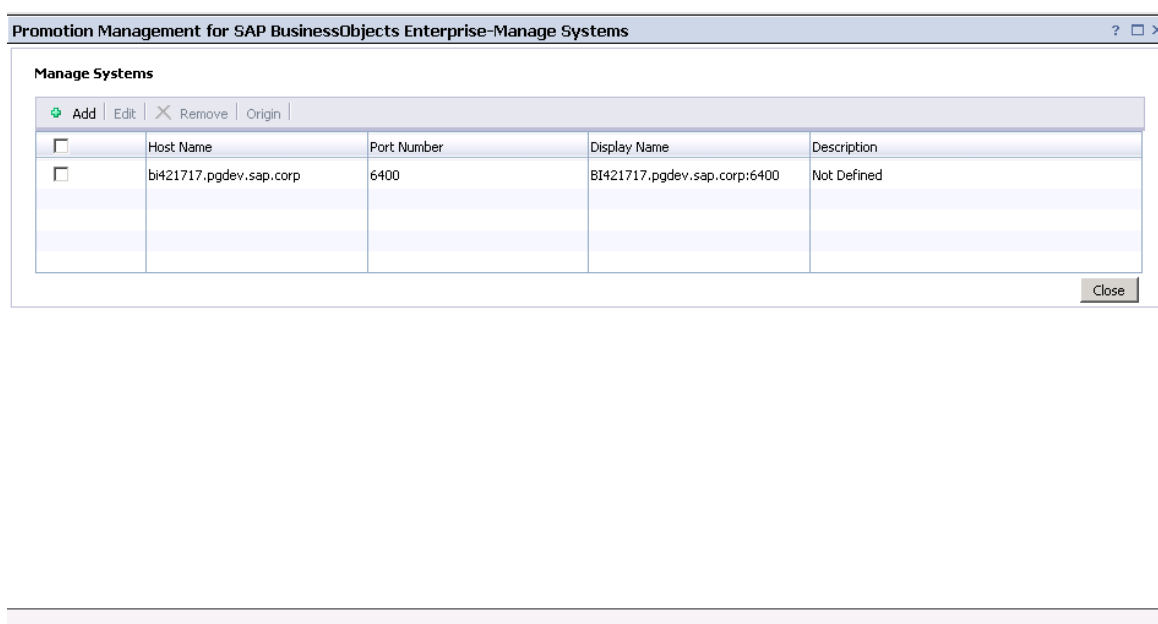 Promotion Management for SAP BusinessObjects Enterprise-Manage Systems ?
Manage Systems
Add Edit Remove Origin
Host Name Port Number Display Name Description
bi421717.pgdev.sap.corp 6400 BI421717.pgdev.sap.corp:6400 Not Defined
Close